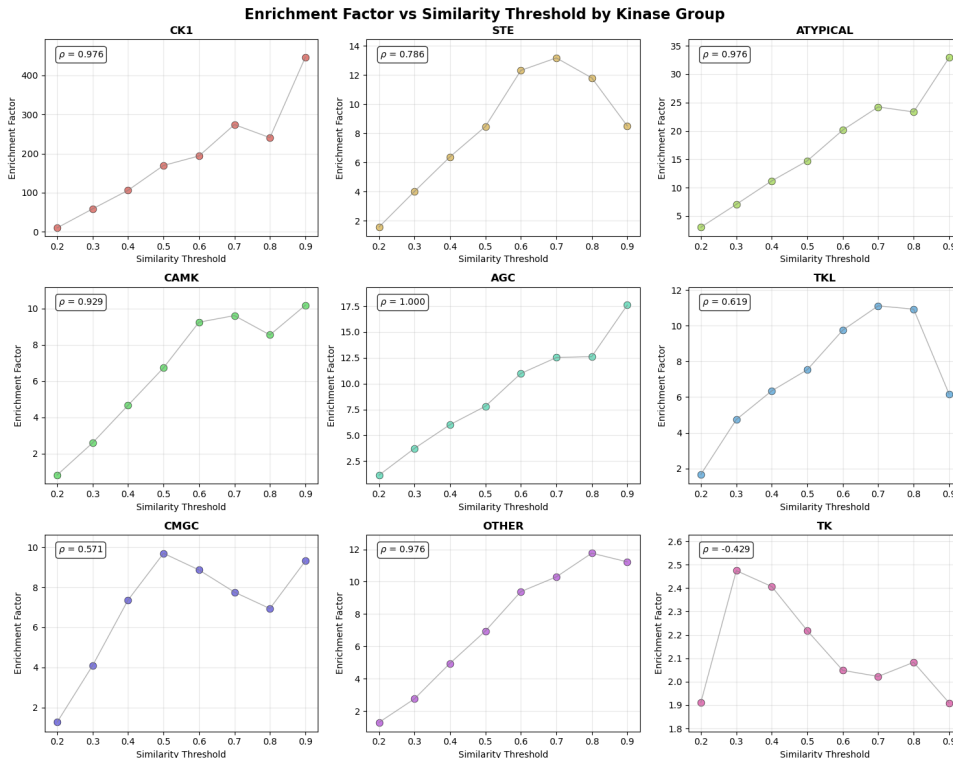 Enrichment Factor vs Similarity Threshold by Kinase Group
CK1
ρ = 0.976
Enrichment Factor
400
300
200
100
0
0.2 0.3 0.4 0.5 0.6 0.7 0.8 0.9
Similarity Threshold
STE
ρ = 0.786
Enrichment Factor
14
12
10
8
6
4
2
0.2 0.3 0.4 0.5 0.6 0.7 0.8 0.9
Similarity Threshold
ATYPICAL
ρ = 0.976
Enrichment Factor
35
30
25
20
15
10
5
0.2 0.3 0.4 0.5 0.6 0.7 0.8 0.9
Similarity Threshold
CAMK
ρ = 0.929
Enrichment Factor
10
8
6
4
2
0.2 0.3 0.4 0.5 0.6 0.7 0.8 0.9
Similarity Threshold
AGC
ρ = 1.000
Enrichment Factor
17.5
15.0
12.5
10.0
7.5
5.0
2.5
0.2 0.3 0.4 0.5 0.6 0.7 0.8 0.9
Similarity Threshold
TKL
ρ = 0.619
Enrichment Factor
12
10
8
6
4
2
0.2 0.3 0.4 0.5 0.6 0.7 0.8 0.9
Similarity Threshold
CMGC
ρ = 0.571
Enrichment Factor
10
8
6
4
2
0.2 0.3 0.4 0.5 0.6 0.7 0.8 0.9
Similarity Threshold
OTHER
ρ = 0.976
Enrichment Factor
12
10
8
6
4
2
0.2 0.3 0.4 0.5 0.6 0.7 0.8 0.9
Similarity Threshold
TK
ρ = -0.429
Enrichment Factor
2.6
2.5
2.4
2.3
2.2
2.1
2.0
1.9
1.8
0.2 0.3 0.4 0.5 0.6 0.7 0.8 0.9
Similarity Threshold